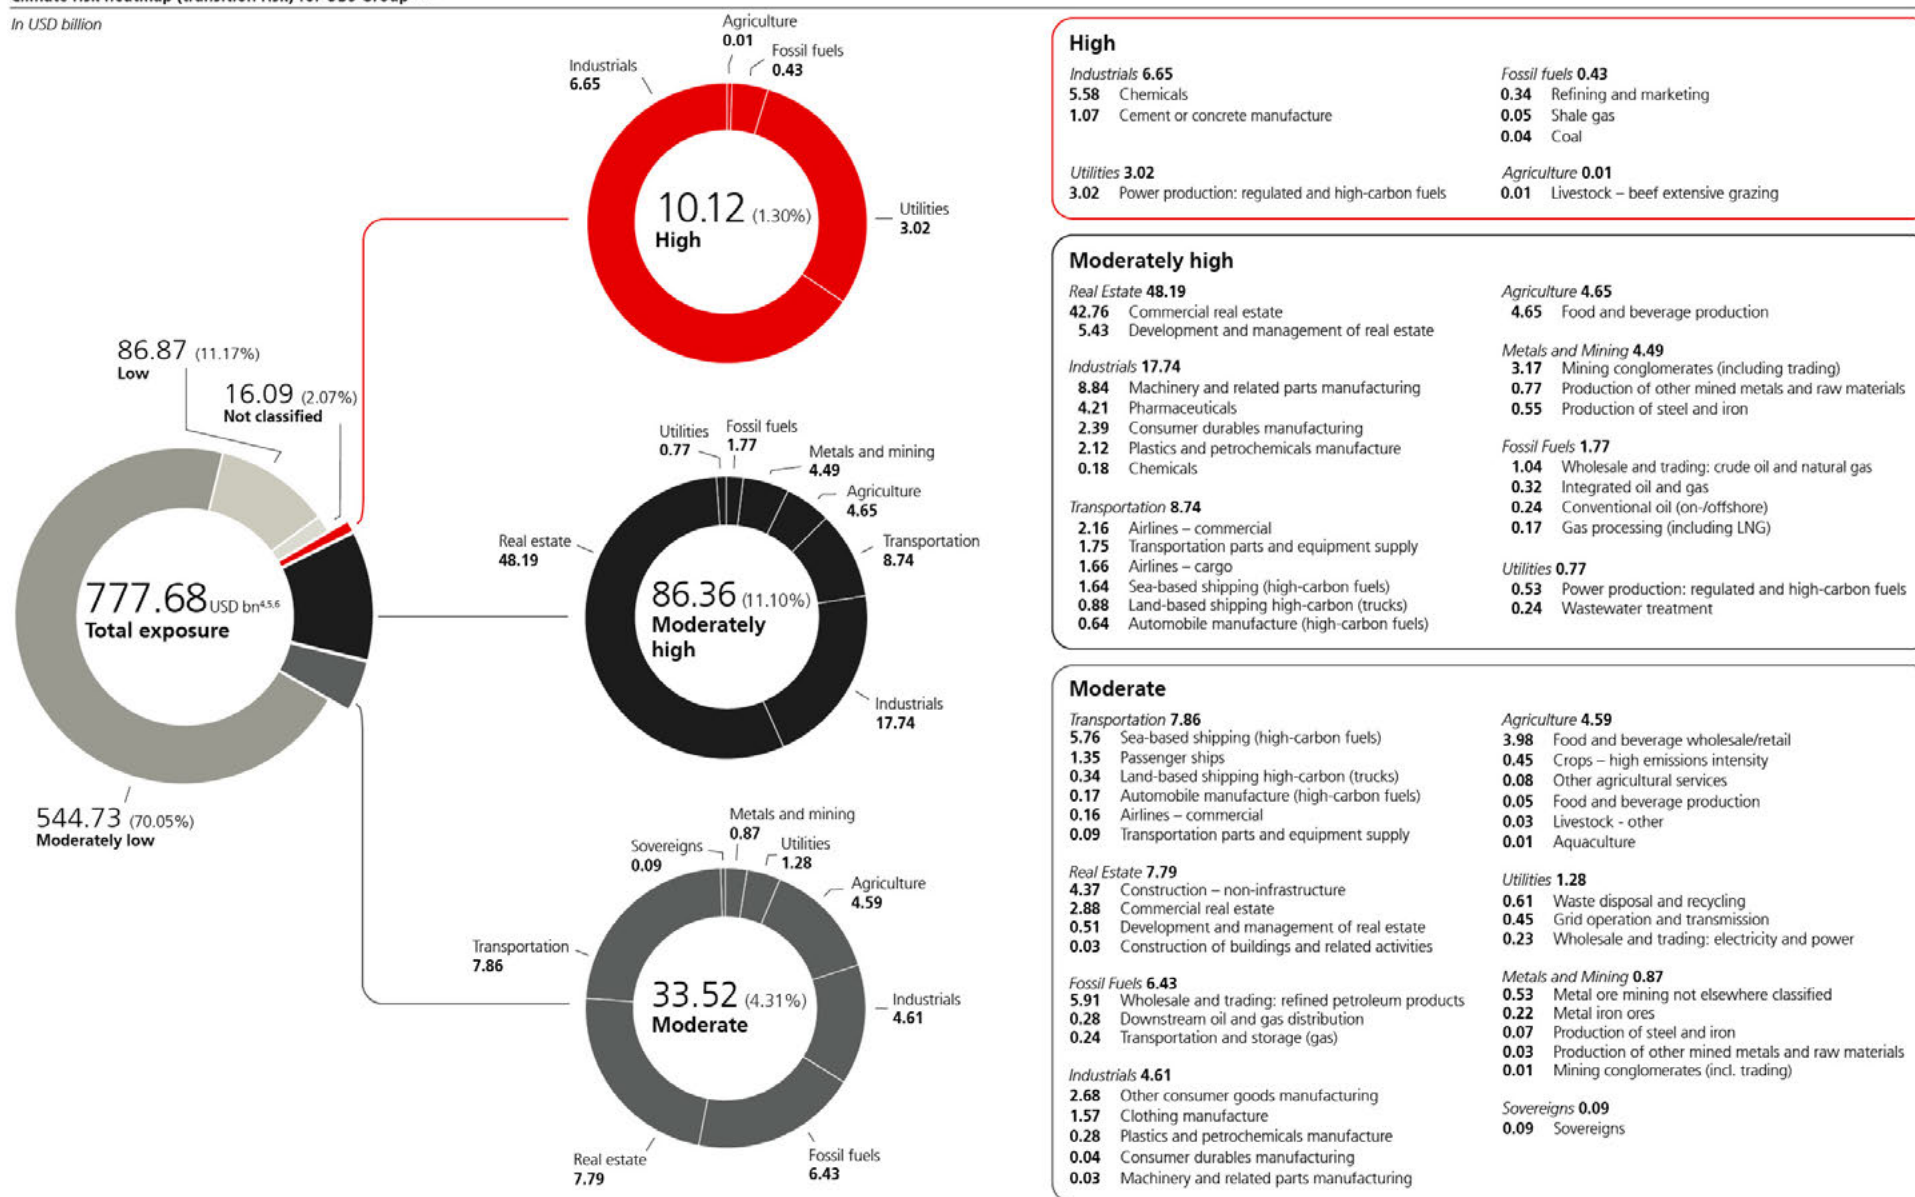 Climate risk heatmap (transition risk) for UBS Group
In USD billion
86.87 (11.17%)
Low
16.09 (2.07%)
Not classified
777.68 USD bn4,5,6
Total exposure
544.73 (70.05%)
Moderately low
Agriculture
0.01
Fossil fuels
0.43
Industrials
6.65
Utilities
3.02
10.12 (1.30%)
High
Utilities
0.77
Fossil fuels
1.77
Metals and mining
4.49
Agriculture
4.65
Transportation
8.74
Industrials
17.74
Real estate
48.19
86.36 (11.10%)
Moderately
high
Sovereigns
0.09
Metals and mining
0.87
Utilities
1.28
Agriculture
4.59
Industrials
4.61
Fossil fuels
6.43
Real estate
7.79
Transportation
7.86
33.52 (4.31%)
Moderate
High
Industrials 6.65
5.58 Chemicals
1.07 Cement or concrete manufacture
Utilities 3.02
3.02 Power production: regulated and high-carbon fuels
Fossil fuels 0.43
0.34 Refining and marketing
0.05 Shale gas
0.04 Coal
Agriculture 0.01
0.01 Livestock – beef extensive grazing
Moderately high
Real Estate 48.19
42.76 Commercial real estate
5.43 Development and management of real estate
Industrials 17.74
8.84 Machinery and related parts manufacturing
4.21 Pharmaceuticals
2.39 Consumer durables manufacturing
2.12 Plastics and petrochemicals manufacture
0.18 Chemicals
Transportation 8.74
2.16 Airlines – commercial
1.75 Transportation parts and equipment supply
1.66 Airlines – cargo
1.64 Sea-based shipping (high-carbon fuels)
0.88 Land-based shipping high-carbon (trucks)
0.64 Automobile manufacture (high-carbon fuels)
Agriculture 4.65
4.65 Food and beverage production
Metals and Mining 4.49
3.17 Mining conglomerates (including trading)
0.77 Production of other mined metals and raw materials
0.55 Production of steel and iron
Fossil Fuels 1.77
1.04 Wholesale and trading: crude oil and natural gas
0.32 Integrated oil and gas
0.24 Conventional oil (on-/offshore)
0.17 Gas processing (including LNG)
Utilities 0.77
0.53 Power production: regulated and high-carbon fuels
0.24 Wastewater treatment
Moderate
Transportation 7.86
5.76 Sea-based shipping (high-carbon fuels)
1.35 Passenger ships
0.34 Land-based shipping high-carbon (trucks)
0.17 Automobile manufacture (high-carbon fuels)
0.16 Airlines – commercial
0.09 Transportation parts and equipment supply
Real Estate 7.79
4.37 Construction – non-infrastructure
2.88 Commercial real estate
0.51 Development and management of real estate
0.03 Construction of buildings and related activities
Fossil Fuels 6.43
5.91 Wholesale and trading: refined petroleum products
0.28 Downstream oil and gas distribution
0.24 Transportation and storage (gas)
Industrials 4.61
2.68 Other consumer goods manufacturing
1.57 Clothing manufacture
0.28 Plastics and petrochemicals manufacture
0.04 Consumer durables manufacturing
0.03 Machinery and related parts manufacturing
Agriculture 4.59
3.98 Food and beverage wholesale/retail
0.45 Crops – high emissions intensity
0.08 Other agricultural services
0.05 Food and beverage production
0.03 Livestock - other
0.01 Aquaculture
Utilities 1.28
0.61 Waste disposal and recycling
0.45 Grid operation and transmission
0.23 Wholesale and trading: electricity and power
Metals and Mining 0.87
0.53 Metal ore mining not elsewhere classified
0.22 Metal iron ores
0.07 Production of steel and iron
0.03 Production of other mined metals and raw materials
0.01 Mining conglomerates (incl. trading)
Sovereigns 0.09
0.09 Sovereigns